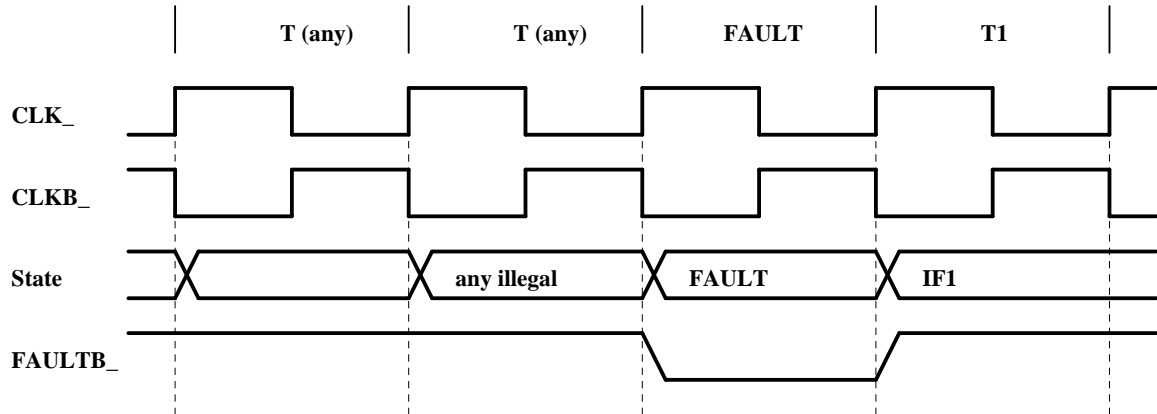 T (any) T (any) FAULT T1
CLK_
CLKB_
State any illegal FAULT IF1
FAULTB_